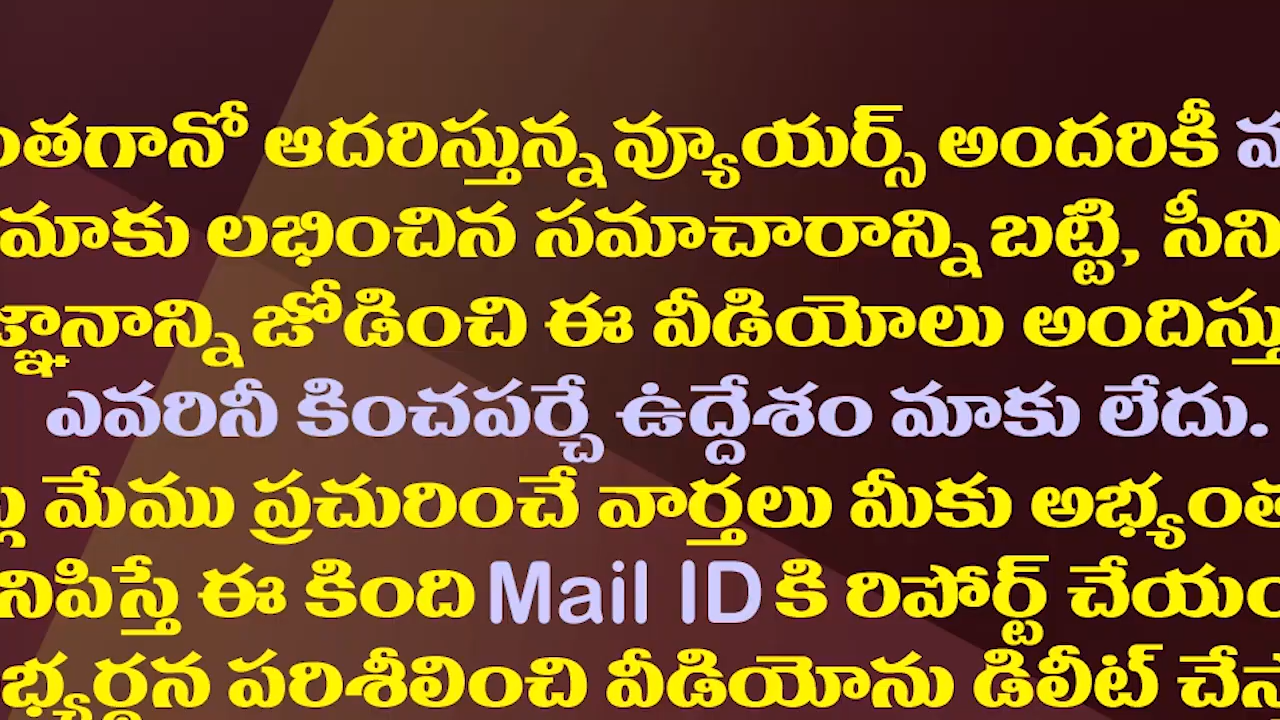 ంతగానో ఆదరిస్తున్న వ్యూయర్స్ అందరికీ
మాకు లభించిన సమాచారాన్ని బట్టి, సీని
జ్ఞానాన్ని జోడించి ఈ వీడియోలు అందిస్తు
ఎవరినీ కించపర్చే ఉద్దేశం మాకు లేదు.
మేము ప్రచురించే వార్తలు మీకు అభ్యంత
నిపిస్తే ఈ కింది Mail ID కి రిపోర్ట్ చేయం
భ్యర్థన పరిశీలించి వీడియోను డిలీట్ చేస